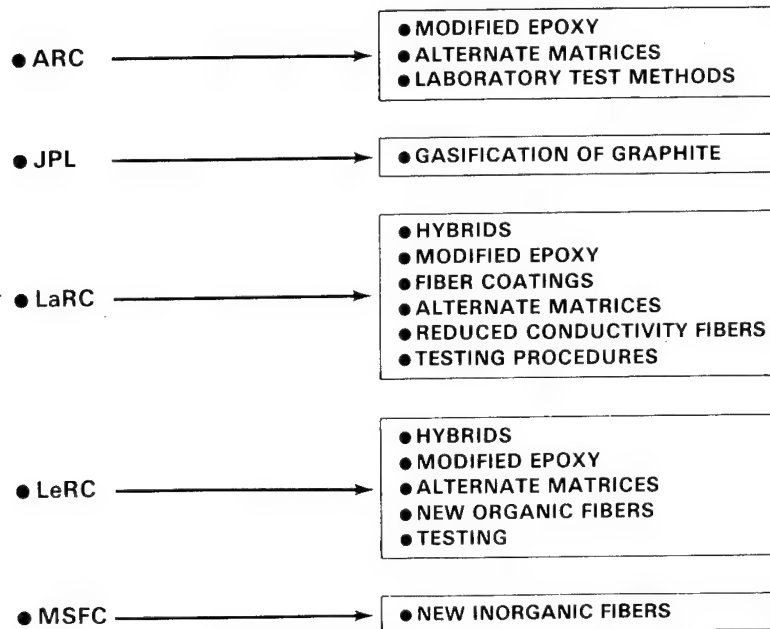 ● ARC
● MODIFIED EPOXY
● ALTERNATE MATRICES
● LABORATORY TEST METHODS
● JPL
● GASIFICATION OF GRAPHITE
● LaRC
● HYBRIDS
● MODIFIED EPOXY
● FIBER COATINGS
● ALTERNATE MATRICES
● REDUCED CONDUCTIVITY FIBERS
● TESTING PROCEDURES
● LeRC
● HYBRIDS
● MODIFIED EPOXY
● ALTERNATE MATRICES
● NEW ORGANIC FIBERS
● TESTING
● MSFC
● NEW INORGANIC FIBERS